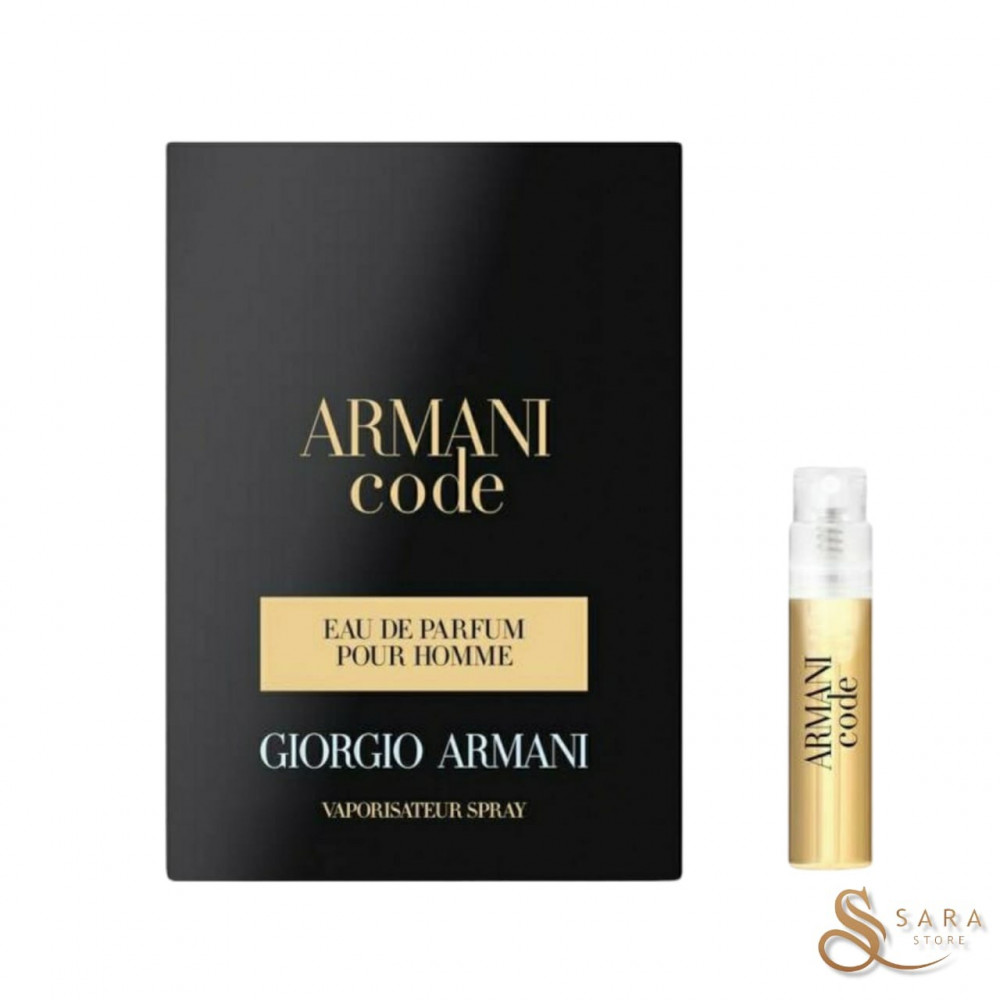 ARMANI
code
EAU DE PARFUM
POUR HOMME
GIORGIO ARMANI
VAPORISATEUR SPRAY
ARMANI
code
SARA
STORE